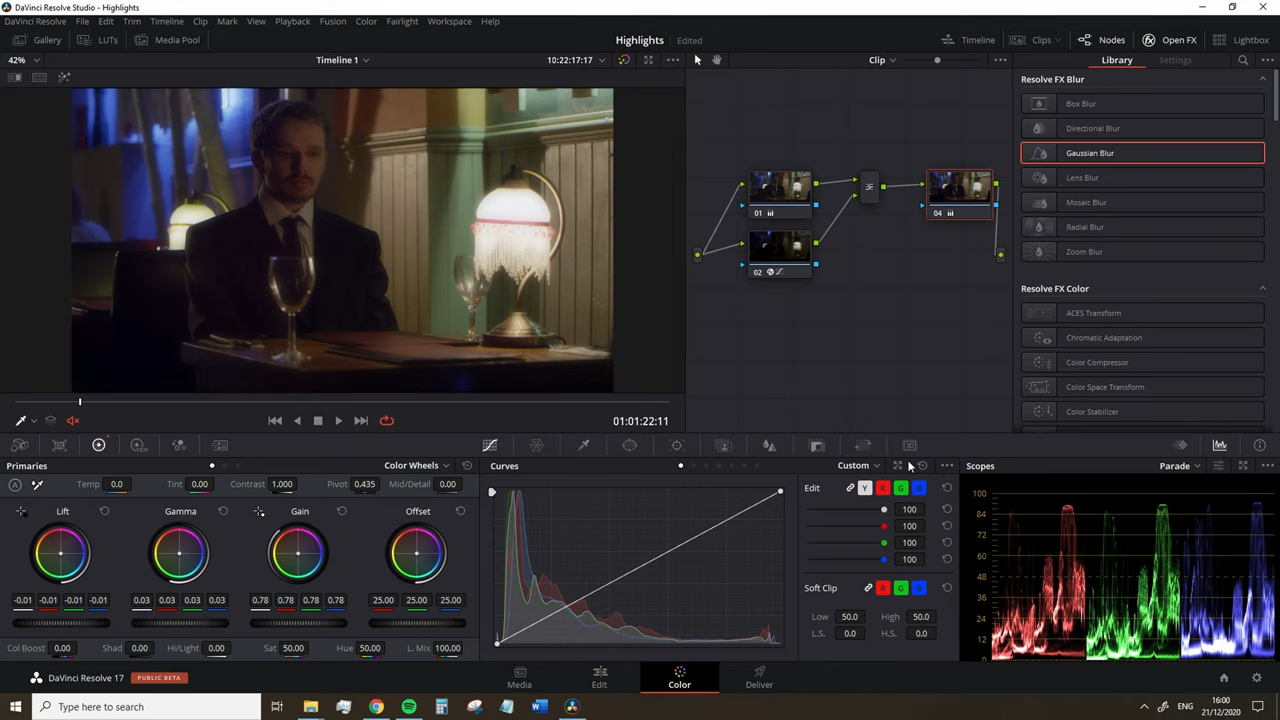 DaVinci Resolve Studio - Highlights
DaVinci Resolve File Edit Trim Timeline Clip Mark View Playback Fusion Color Fairlight Workspace Help
Gallery LUTs Media Pool Highlights Edited Timeline Clips Nodes Open FX Lightbox
42% Timeline 1 10:22:17:17 Clip Library Settings
Resolve FX Blur
Box Blur
Directional Blur
Gaussian Blur
Lens Blur
Mosaic Blur
Radial Blur
Zoom Blur
Resolve FX Color
ACES Transform
Chromatic Adaptation
Color Compressor
Color Space Transform
Color Stabilizer
01
04
02
01:01:22:11
Primaries Color Wheels Curves Custom Scopes Parade
A Temp 0.0 Tint 0.00 Contrast 1.000 Pivot 0.435 Mid/Detail 0.00
Lift Gamma Gain Offset
-0.01 -0.01 -0.01 -0.01 0.03 0.03 0.03 0.03 0.78 0.78 0.78 0.78 25.00 25.00 25.00
Col Boost 0.00 Shad 0.00 Hi/Light 0.00 Sat 50.00 Hue 50.00 L. Mix 100.00
Edit Y R G B
100
100
100
100
Soft Clip R G B
Low 50.0 High 50.0
L.S. 0.0 H.S. 0.0
100
84
72
60
48
36
24
12
0
DaVinci Resolve 17 PUBLIC BETA Media Edit Color Deliver
Type here to search
ENG
16:00
21/12/2020